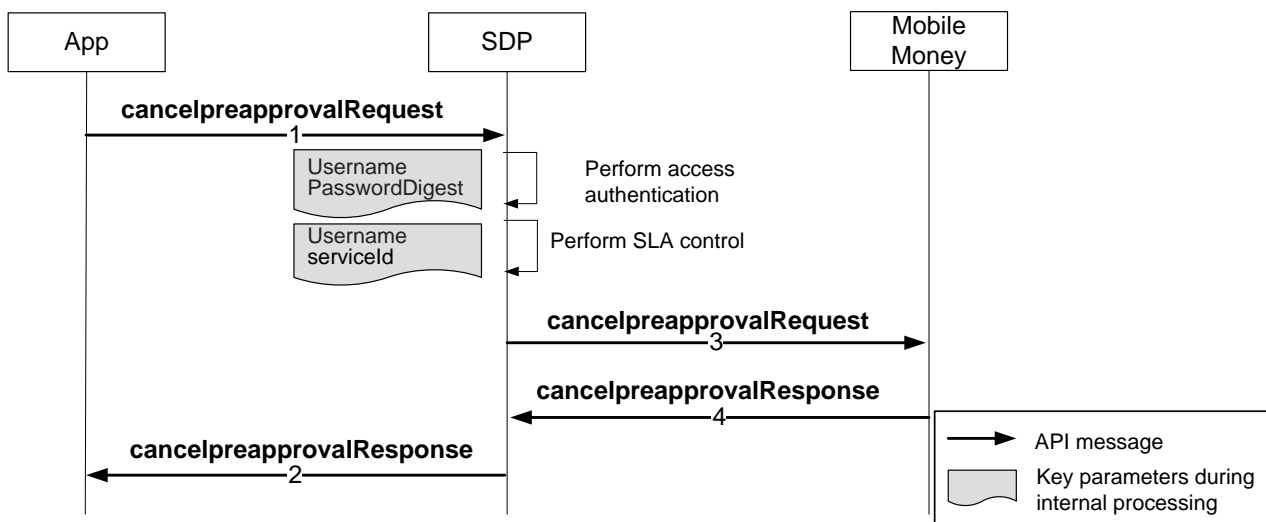 App
SDP
Mobile
Money
cancelpreapprovalRequest
1
Username
PasswordDigest
Perform access
authentication
Username
serviceId
Perform SLA control
cancelpreapprovalRequest
3
cancelpreapprovalResponse
4
cancelpreapprovalResponse
2
API message
Key parameters during
internal processing